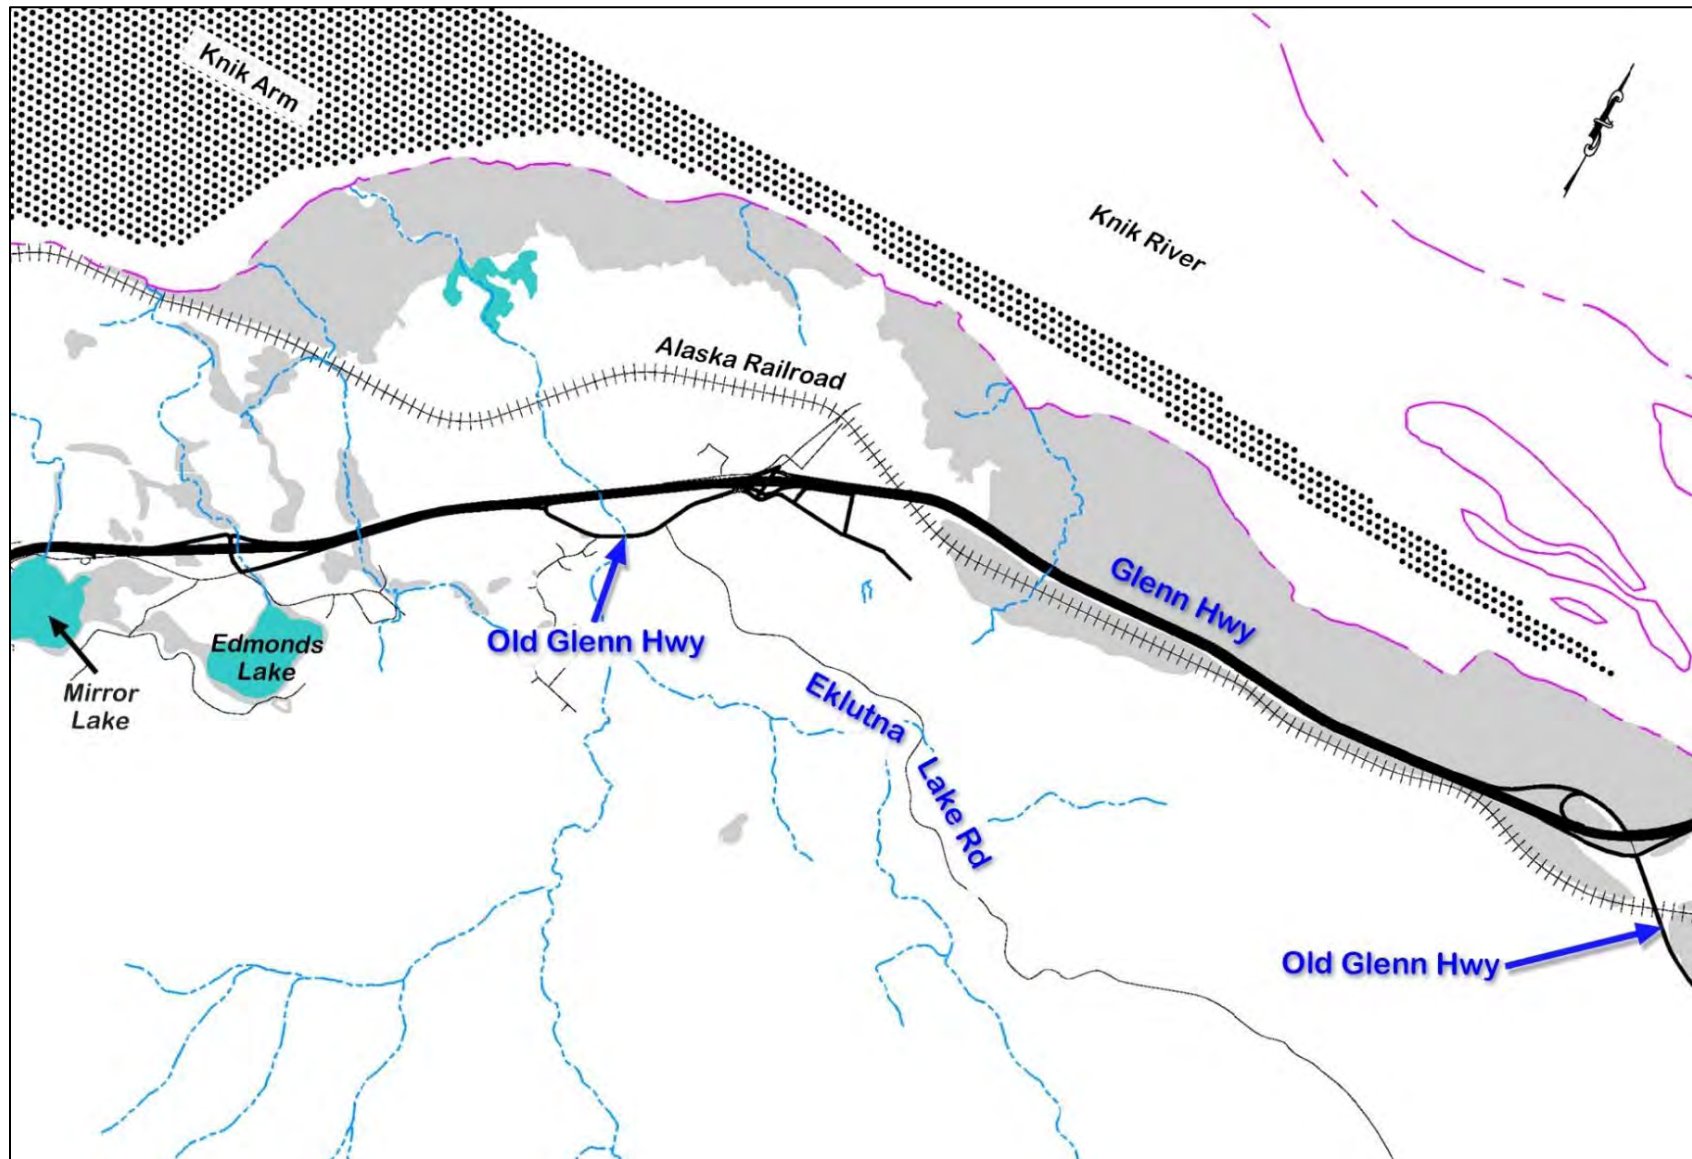 Knik Arm
Knik River
Alaska Railroad
Glenn Hwy
Old Glenn Hwy
Edmonds
Lake
Mirror
Lake
Eklutna
Lake Rd
Old Glenn Hwy